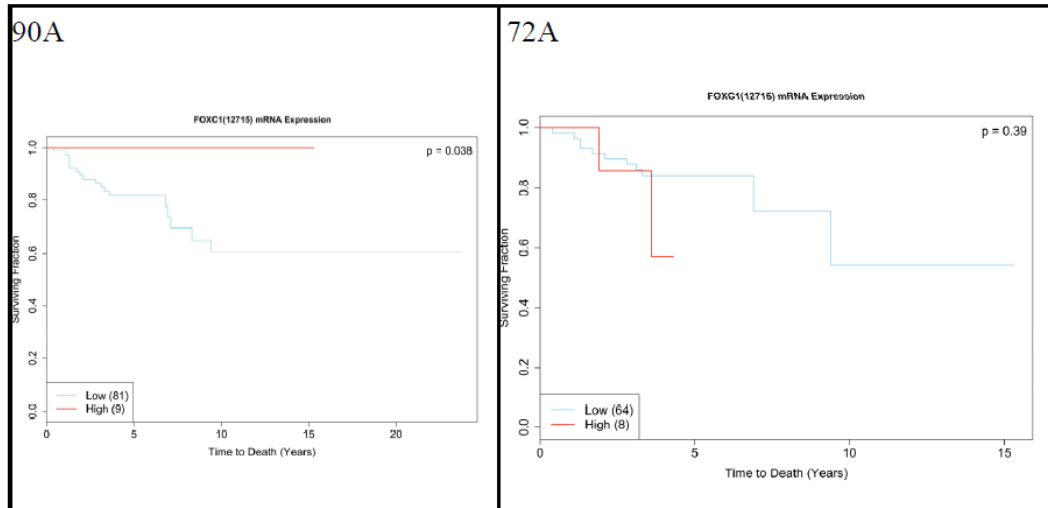 90A
FOXC1(12715) mRNA Expression
p = 0.038
Surviving Fraction
1.0
0.8
0.6
0.4
0.2
0.0
Low (81)
High (9)
0 5 10 15 20
Time to Death (Years)
72A
FOXC1(12715) mRNA Expression
p = 0.39
Surviving Fraction
1.0
0.8
0.6
0.4
0.2
0.0
Low (64)
High (8)
0 5 10 15
Time to Death (Years)